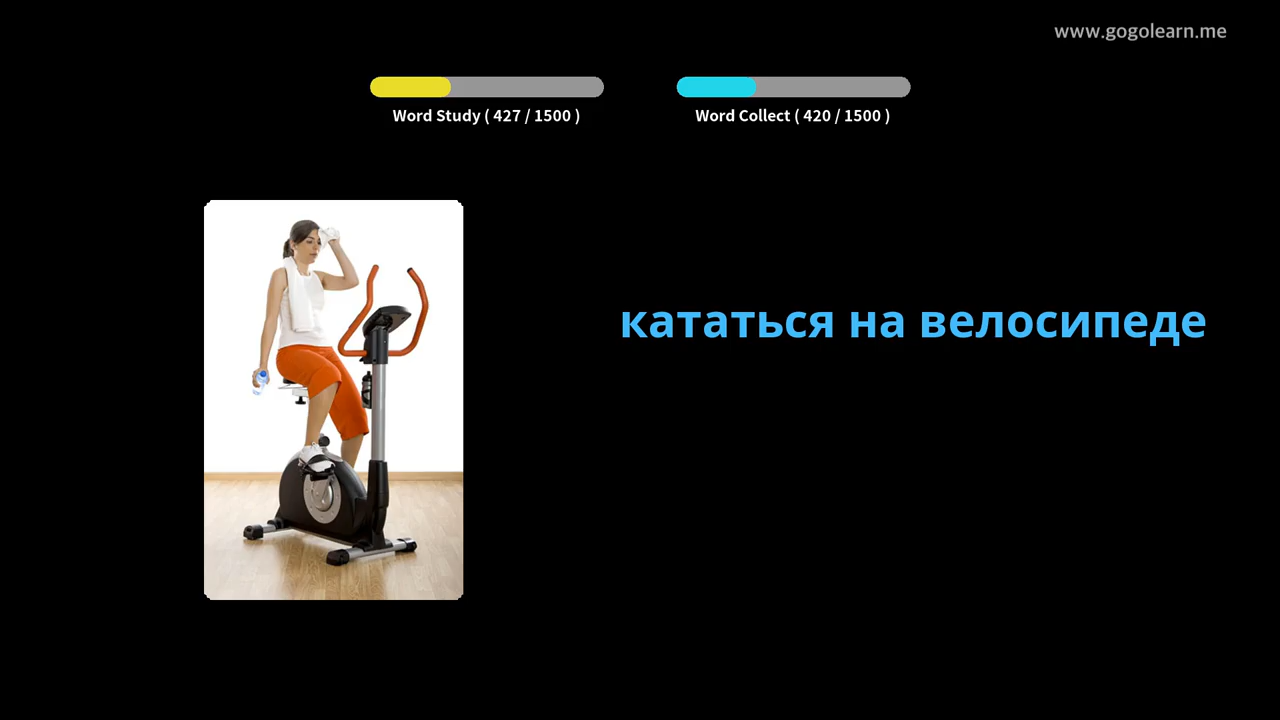 www.gogolearn.me
Word Study ( 427 / 1500 )
Word Collect ( 420 / 1500 )
кататься на велосипеде